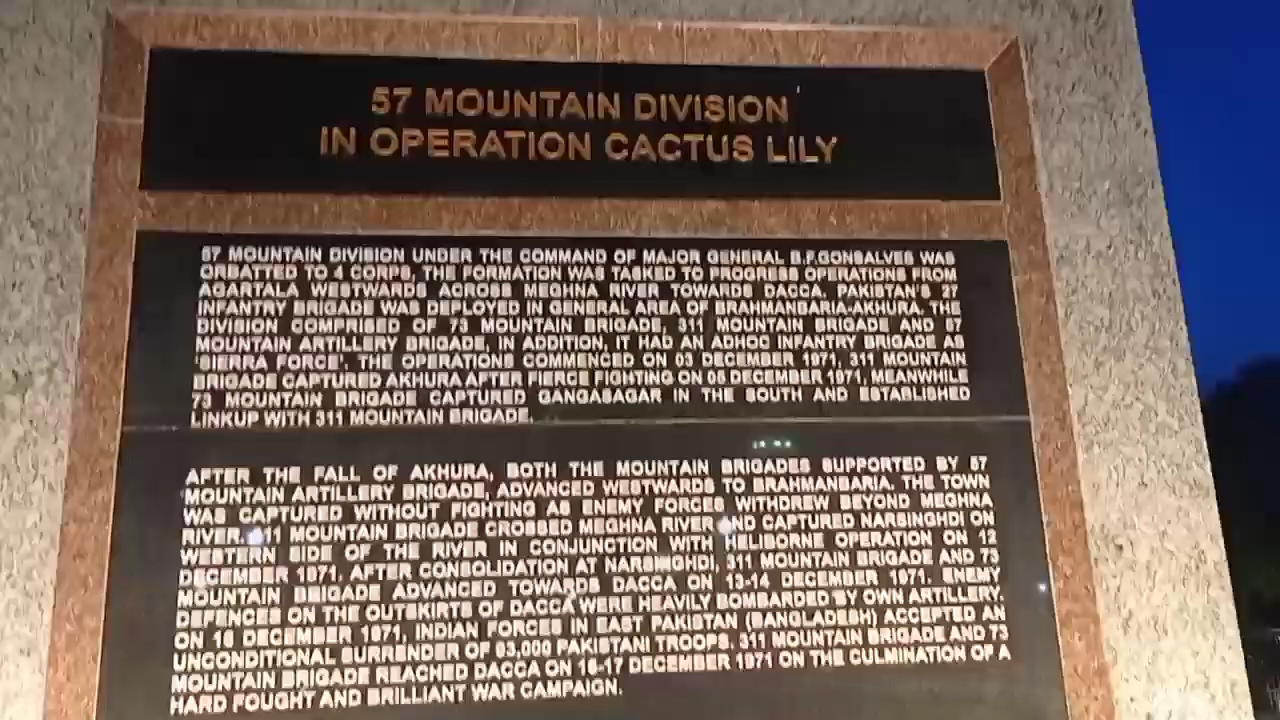 57 MOUNTAIN DIVISION
IN OPERATION CACTUS LILY
57 MOUNTAIN DIVISION UNDER THE COMMAND OF MAJOR GENERAL B.F.GONSALVES WAS
ORBATTED TO 4 CORPS, THE FORMATION WAS TASKED TO PROGRESS OPERATIONS FROM
AGARTALA WESTWARDS ACROSS MEGHNA RIVER TOWARDS DACCA. PAKISTAN'S 27
INFANTRY BRIGADE WAS DEPLOYED IN GENERAL AREA OF BRAHMANBARIA-AKHURA. THE
DIVISION COMPRISED OF 73 MOUNTAIN BRIGADE, 311 MOUNTAIN BRIGADE AND 57
MOUNTAIN ARTILLERY BRIGADE, IN ADDITION, IT HAD AN ADHOC INFANTRY BRIGADE AS
'SIERRA FORCE'. THE OPERATIONS COMMENCED ON 03 DECEMBER 1971, 311 MOUNTAIN
BRIGADE CAPTURED AKHURA AFTER FIERCE FIGHTING ON 05 DECEMBER 1971, MEANWHILE
73 MOUNTAIN BRIGADE CAPTURED GANGASAGAR IN THE SOUTH AND ESTABLISHED
LINKUP WITH 311 MOUNTAIN BRIGADE.
AFTER THE FALL OF AKHURA, BOTH THE MOUNTAIN BRIGADES SUPPORTED BY 57
MOUNTAIN ARTILLERY BRIGADE, ADVANCED WESTWARDS TO BRAHMANBARIA. THE TOWN
WAS CAPTURED WITHOUT FIGHTING AS ENEMY FORCES WITHDREW BEYOND MEGHNA
RIVER. 311 MOUNTAIN BRIGADE CROSSED MEGHNA RIVER AND CAPTURED NARSINGHDI ON
WESTERN SIDE OF THE RIVER IN CONJUNCTION WITH HELIBORNE OPERATION ON 12
DECEMBER 1971. AFTER CONSOLIDATION AT NARSINGHDI, 311 MOUNTAIN BRIGADE AND 73
MOUNTAIN BRIGADE ADVANCED TOWARDS DACCA ON 13-14 DECEMBER 1971. ENEMY
DEFENCES ON THE OUTSKIRTS OF DACCA WERE HEAVILY BOMBARDED BY OWN ARTILLERY.
ON 16 DECEMBER 1971, INDIAN FORCES IN EAST PAKISTAN (BANGLADESH) ACCEPTED AN
UNCONDITIONAL SURRENDER OF 93,000 PAKISTANI TROOPS. 311 MOUNTAIN BRIGADE AND 73
MOUNTAIN BRIGADE REACHED DACCA ON 16-17 DECEMBER 1971 ON THE CULMINATION OF A
HARD FOUGHT AND BRILLIANT WAR CAMPAIGN.